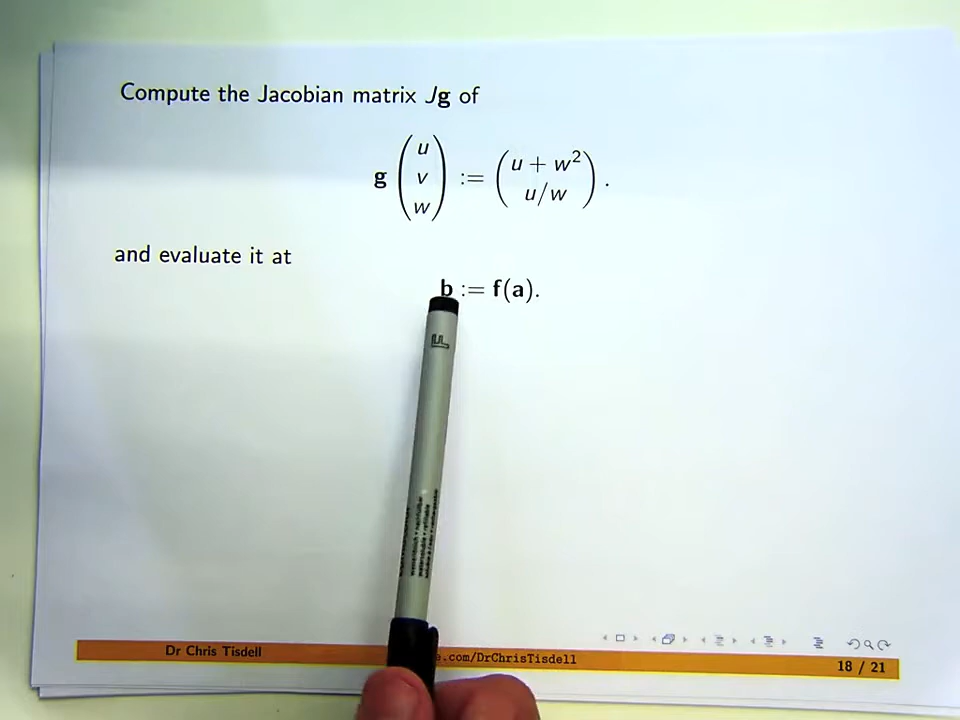 Compute the Jacobian matrix Jg of
g (u v w) := (u + w² u/w).
and evaluate it at
b := f(a).
F
Dr Chris Tisdell
.com/DrChrisTisdell
18 / 21